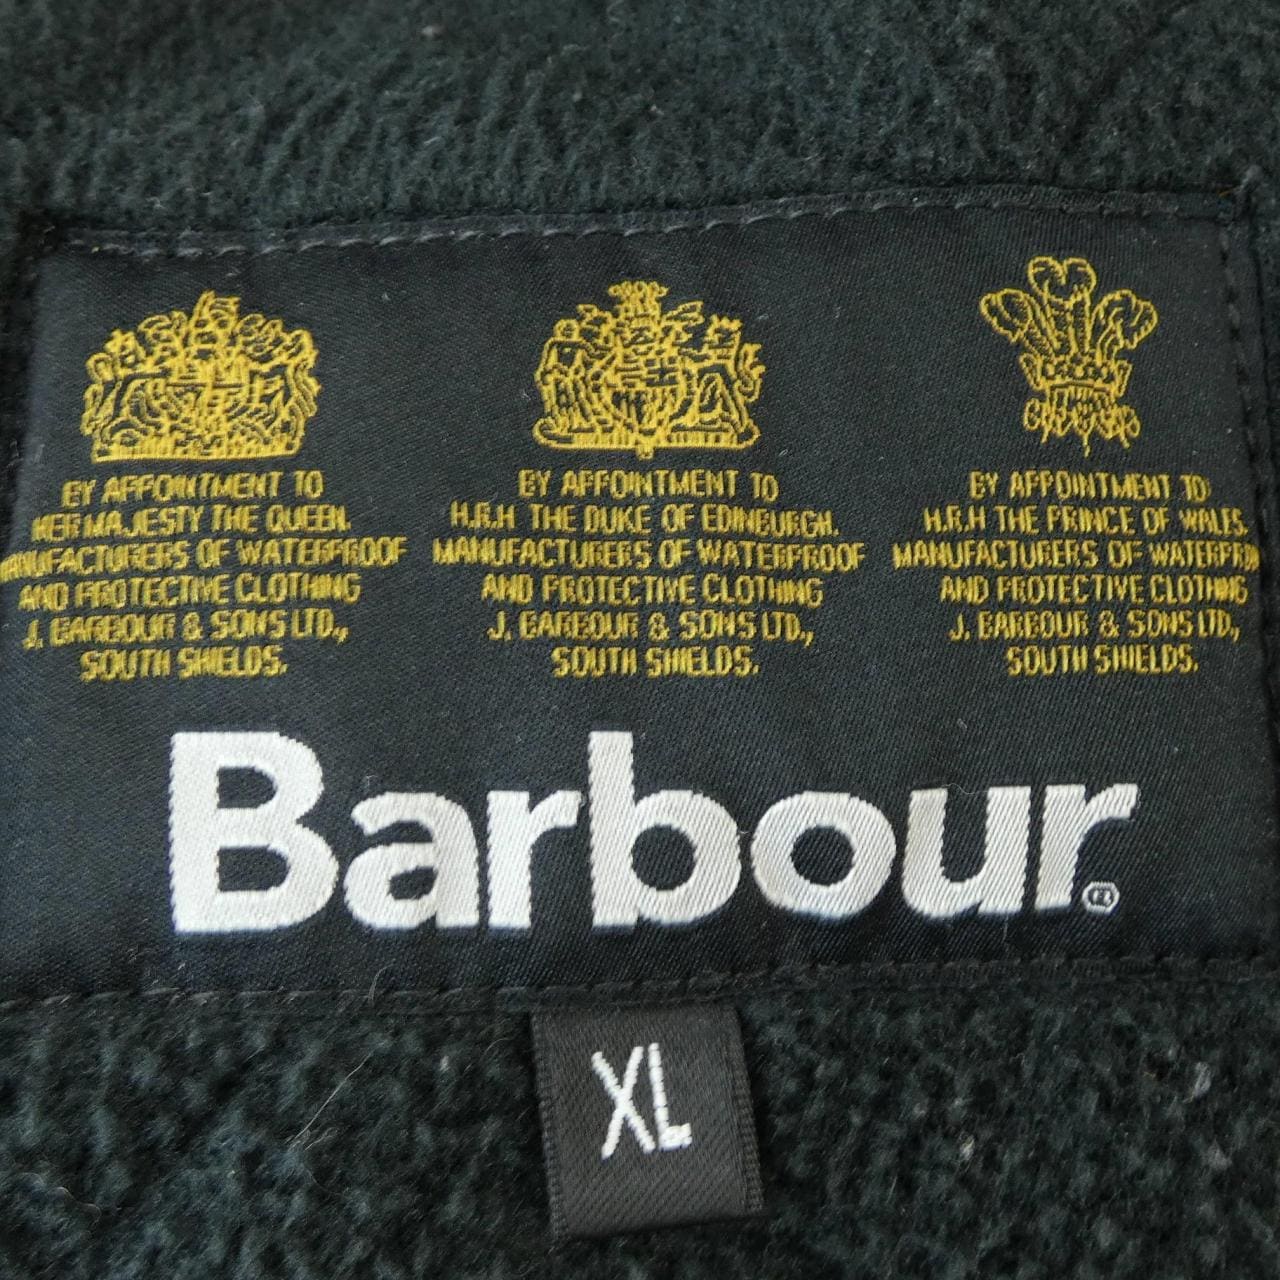 BY APPOINTMENT TO
HER MAJESTY THE QUEEN.
MANUFACTURERS OF WATERPROOF
AND PROTECTIVE CLOTHING
J. BARBOUR & SONS LTD.,
SOUTH SHIELDS.
BY APPOINTMENT TO
H.R.H THE DUKE OF EDINBURGH.
MANUFACTURERS OF WATERPROOF
AND PROTECTIVE CLOTHING
J. BARBOUR & SONS LTD.,
SOUTH SHIELDS.
BY APPOINTMENT TO
H.R.H THE PRINCE OF WALES.
MANUFACTURERS OF WATERPROO
AND PROTECTIVE CLOTHING
J. BARBOUR & SONS LTD.,
SOUTH SHIELDS.
Barbour®
XL